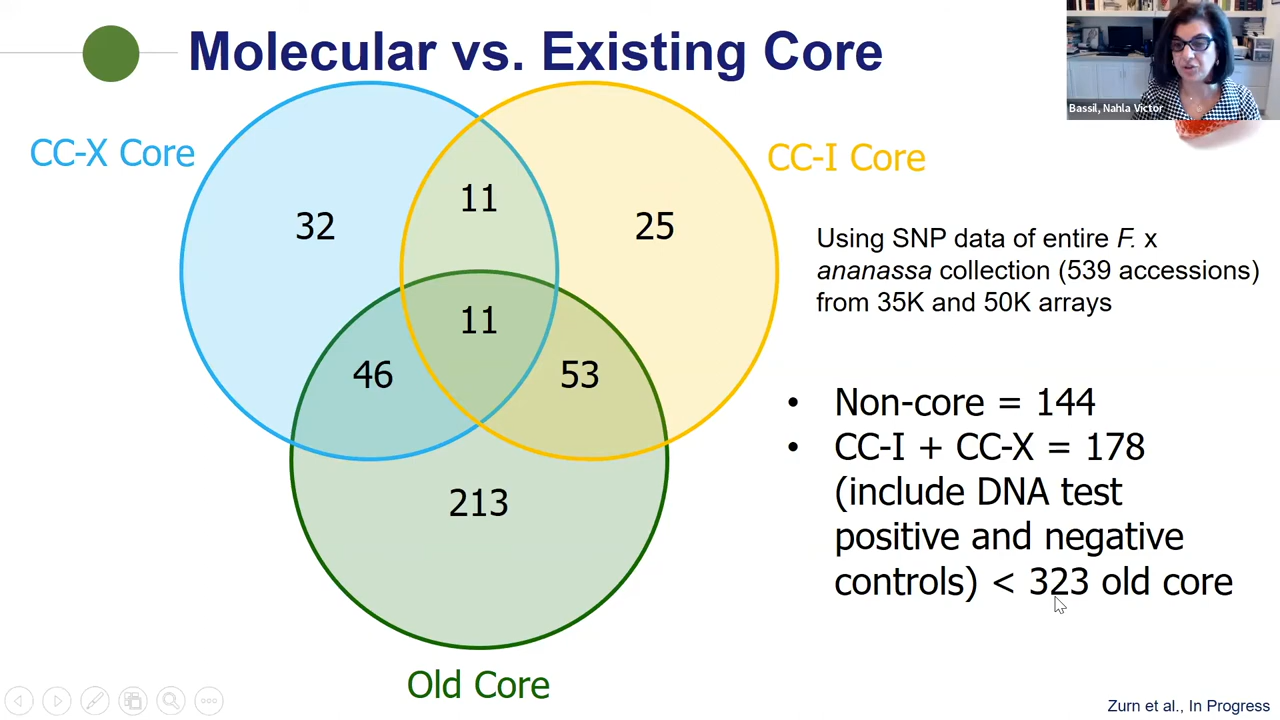 Molecular vs. Existing Core
Bassil, Nahla Victor
CC-X Core
CC-I Core
32
11
25
11
46
53
213
Old Core
Using SNP data of entire F. x
ananassa collection (539 accessions)
from 35K and 50K arrays
• Non-core = 144
• CC-I + CC-X = 178
(include DNA test
positive and negative
controls) < 323 old core
Zurn et al., In Progress